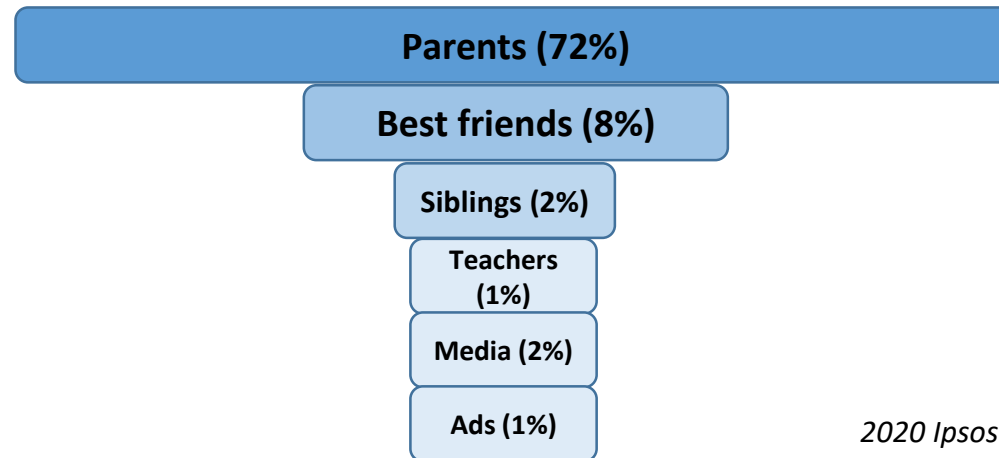 Parents (72%)
Best friends (8%)
Siblings (2%)
Teachers
(1%)
Media (2%)
Ads (1%)
2020 Ipsos